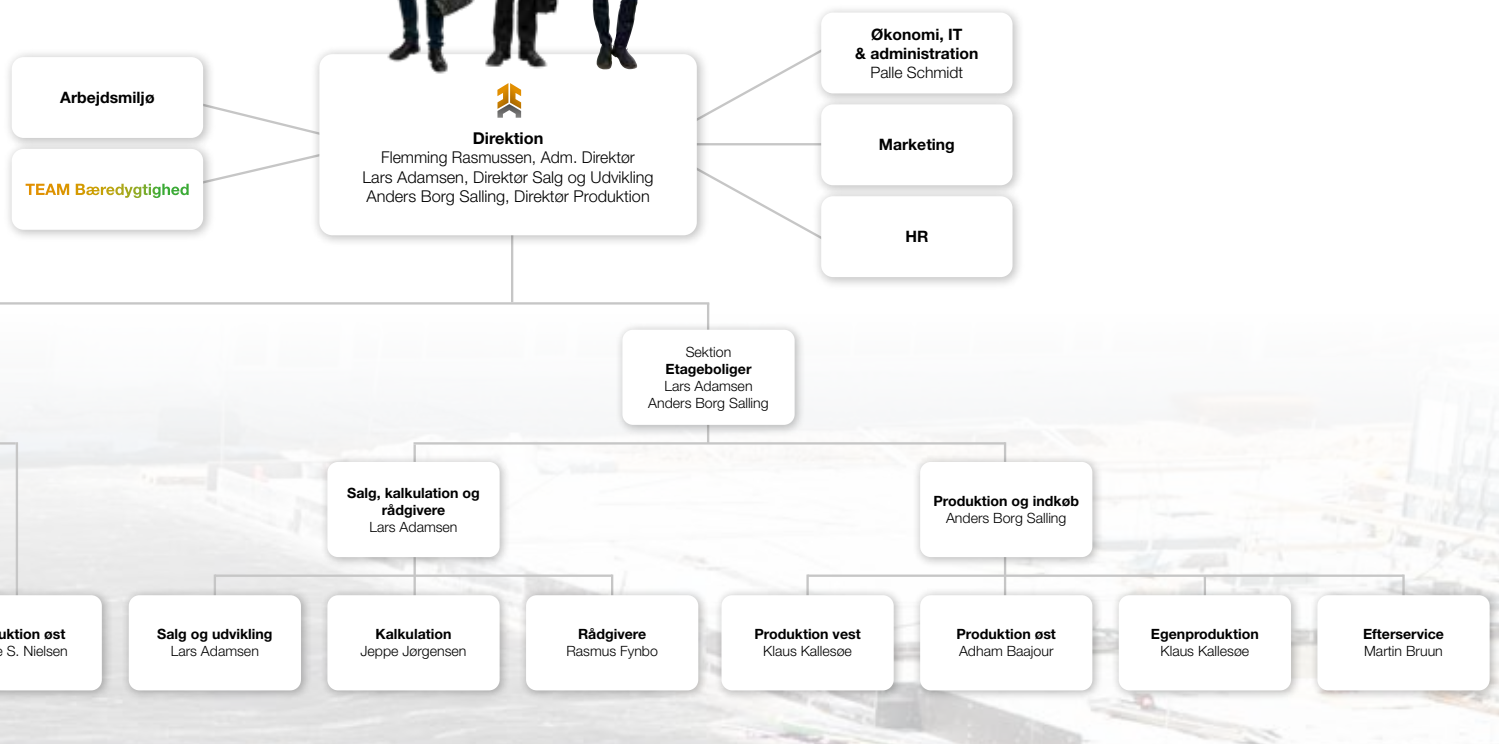 Økonomi, IT
& administration
Palle Schmidt
Arbejdsmiljø
TEAM Bæredygtighed
Direktion
Flemming Rasmussen, Adm. Direktør
Lars Adamsen, Direktør Salg og Udvikling
Anders Borg Salling, Direktør Produktion
Marketing
HR
Sektion
Etageboliger
Lars Adamsen
Anders Borg Salling
Salg, kalkulation og
rådgivere
Lars Adamsen
Produktion og indkøb
Anders Borg Salling
øst
S. Nielsen
Salg og udvikling
Lars Adamsen
Kalkulation
Jeppe Jørgensen
Rådgivere
Rasmus Fynbo
Produktion vest
Klaus Kallesøe
Produktion øst
Adham Baajour
Egenproduktion
Klaus Kallesøe
Efterservice
Martin Bruun